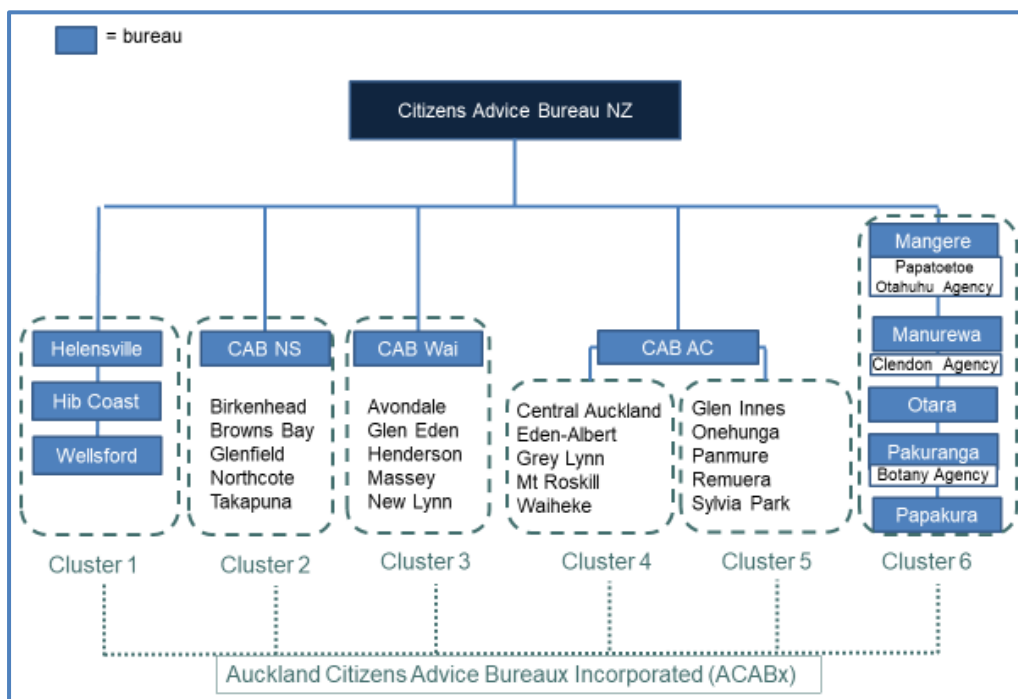 = bureau
Citizens Advice Bureau NZ
Helensville
Hib Coast
Wellsford
Cluster 1
CAB NS
Birkenhead
Browns Bay
Glenfield
Northcote
Takapuna
Cluster 2
CAB Wai
Avondale
Glen Eden
Henderson
Massey
New Lynn
Cluster 3
CAB AC
Central Auckland
Eden-Albert
Grey Lynn
Mt Roskill
Waiheke
Cluster 4
Glen Innes
Onehunga
Panmure
Remuera
Sylvia Park
Cluster 5
Mangere
Papatoetoe
Otahuhu Agency
Manurewa
Clendon Agency
Otara
Pakuranga
Botany Agency
Papakura
Cluster 6
Auckland Citizens Advice Bureaux Incorporated (ACABx)